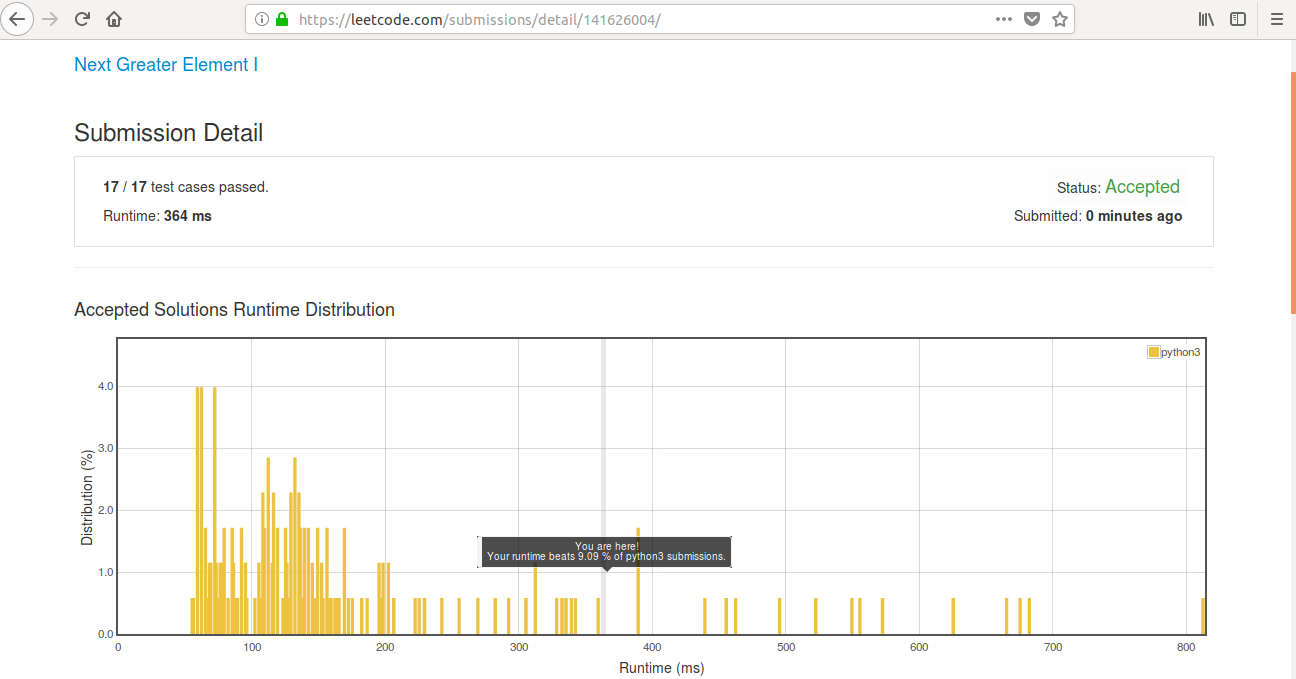 https://leetcode.com/submissions/detail/141626004/
Next Greater Element I
Submission Detail
17 / 17 test cases passed.
Status: Accepted
Runtime: 364 ms
Submitted: 0 minutes ago
Accepted Solutions Runtime Distribution
python3
4.0
3.0
2.0
1.0
0.0
Distribution (%)
You are here!
Your runtime beats 9.09 % of python3 submissions.
0 100 200 300 400 500 600 700 800
Runtime (ms)